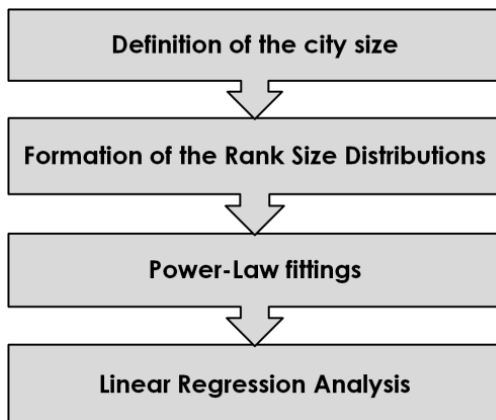 Definition of the city size
Formation of the Rank Size Distributions
Power-Law fittings
Linear Regression Analysis